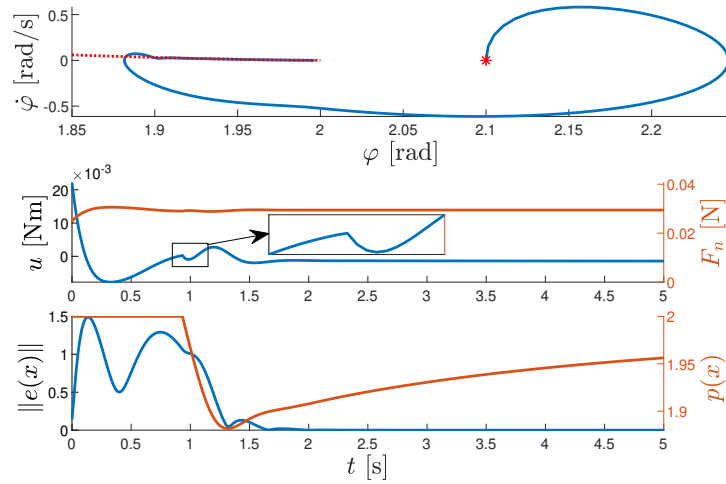 0.5
0
-0.5
φ̇ [rad/s]
1.85 1.9 1.95 2 2.05 2.1 2.15 2.2
φ [rad]
×10⁻³
20
10
0
u [Nm]
0.04
0.02
0
Fₙ [N]
0 0.5 1 1.5 2 2.5 3 3.5 4 4.5 5
1.5
1
0.5
0
||e(x)||
2
1.95
1.9
p(x)
0 0.5 1 1.5 2 2.5 3 3.5 4 4.5 5
t [s]